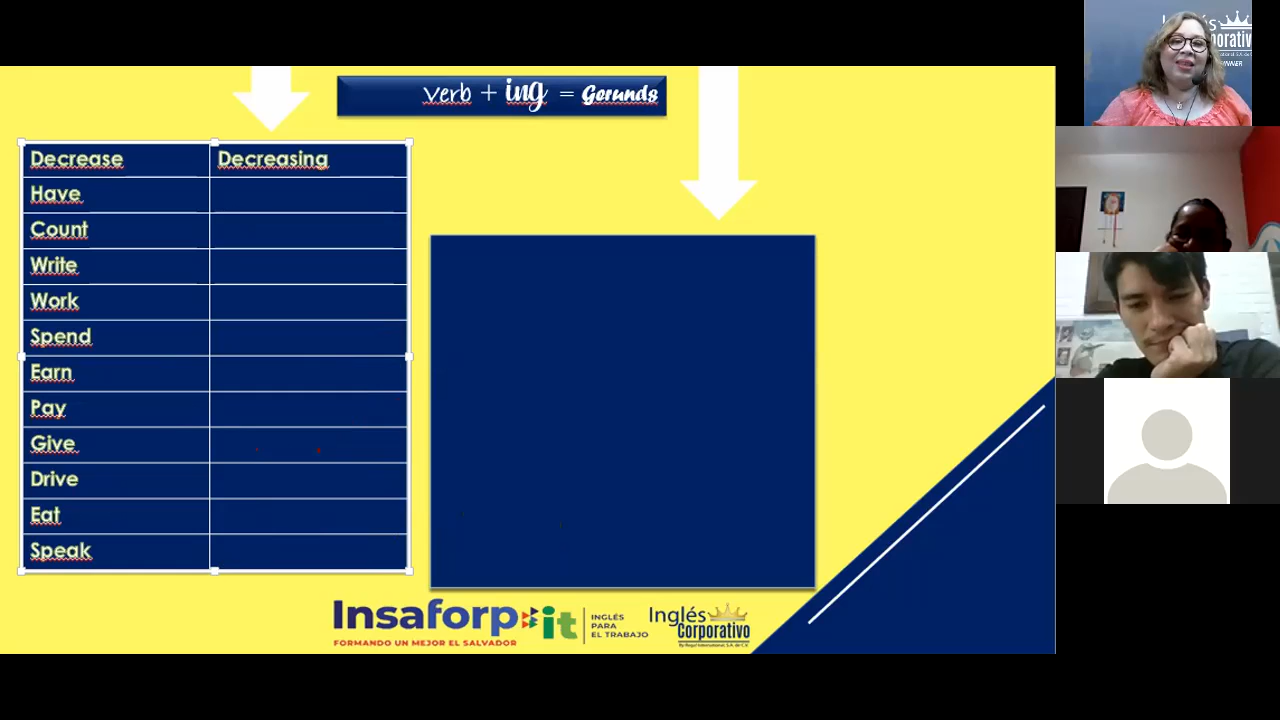 verb + ing = Gerunds
Decrease Decreasing
Have
Count
Write
Work
Spend
Earn
Pay
Give
Drive
Eat
Speak
Insaforp it
FORMANDO UN MEJOR EL SALVADOR
INGLÉS
PARA
EL TRABAJO
Inglés
Corporativo